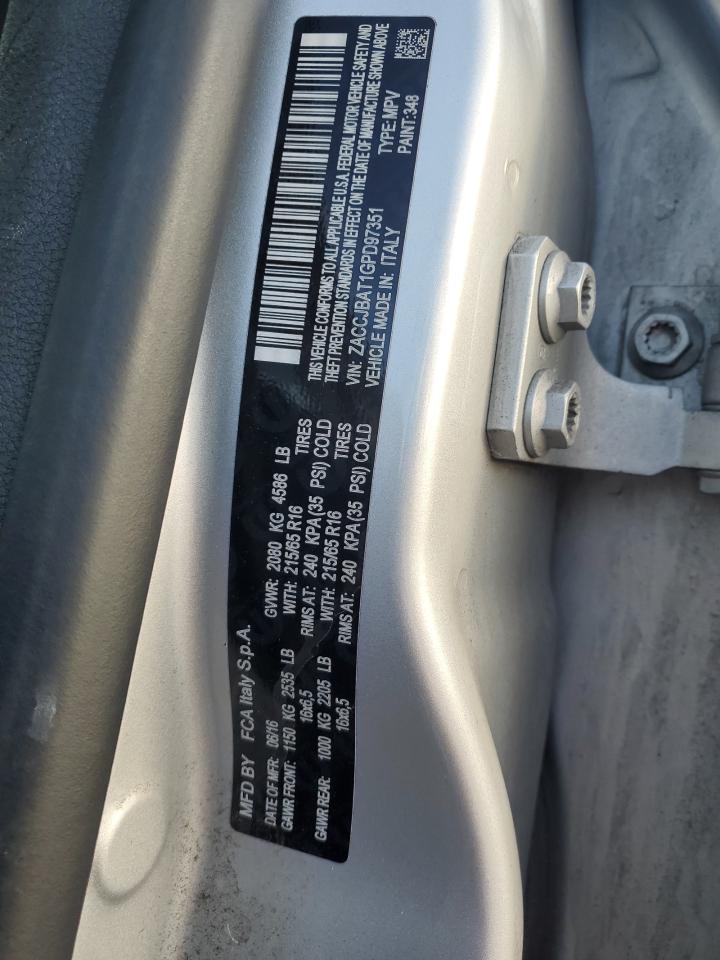 MFD BY FCA Italy S.p.A.
DATE OF MFR: 06/16 GVWR: 2080 KG 4586 LB
GAWR FRONT: 1150 KG 2535 LB WITH: 215/65 R16 TIRES
16x6,5 RIMS AT: 240 KPA (35 PSI) COLD
GAWR REAR: 1000 KG 2205 LB WITH: 215/65 R16 TIRES
16x6,5 RIMS AT: 240 KPA (35 PSI) COLD
THIS VEHICLE CONFORMS TO ALL APPLICABLE U.S.A. FEDERAL MOTOR VEHICLE SAFETY AND
THEFT PREVENTION STANDARDS IN EFFECT ON THE DATE OF MANUFACTURE SHOWN ABOVE
VIN: ZACCJBAT1GPD97351 TYPE: MPV
VEHICLE MADE IN: ITALY PAINT:348